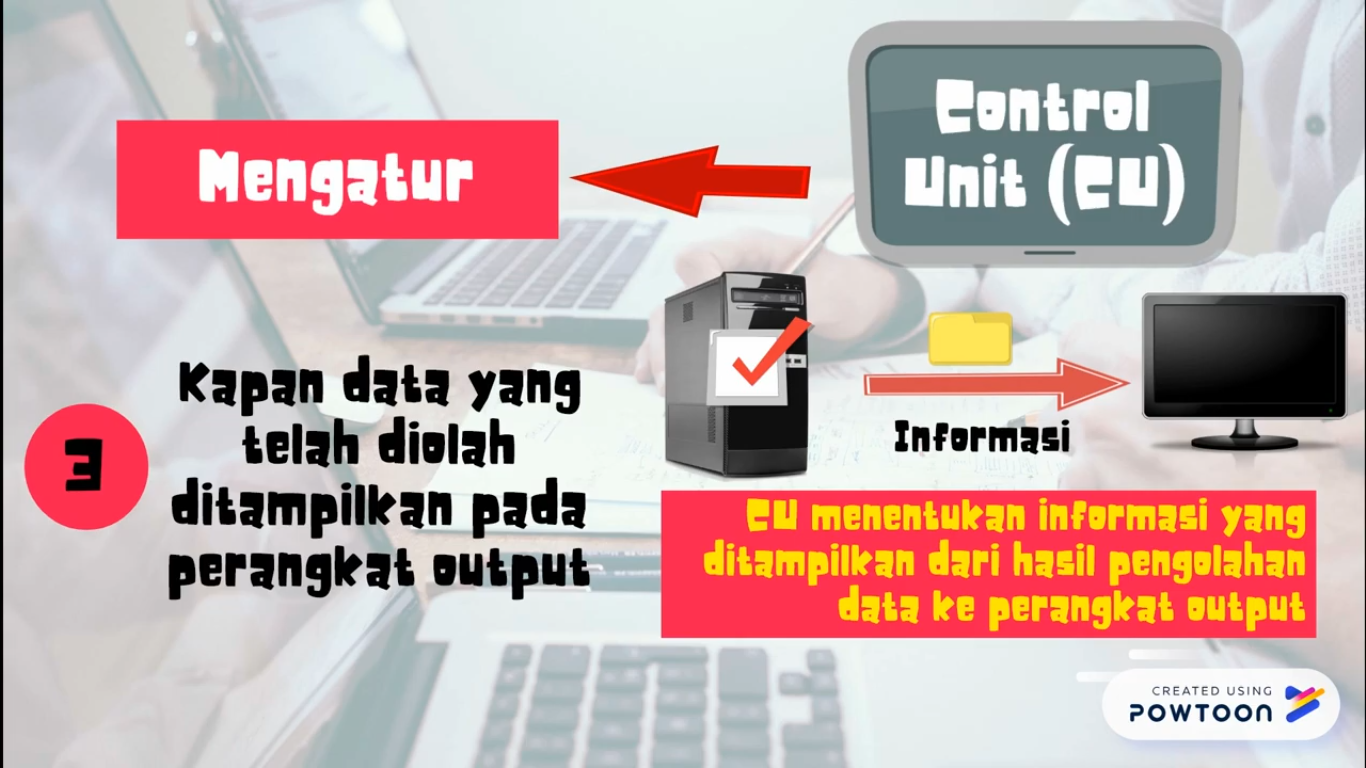 Control
Unit (CU)
Mengatur
3
Kapan data yang
telah diolah
ditampilkan pada
perangkat output
Informasi
CU menentukan informasi yang
ditampilkan dari hasil pengolahan
data ke perangkat output
CREATED USING
POWTOON